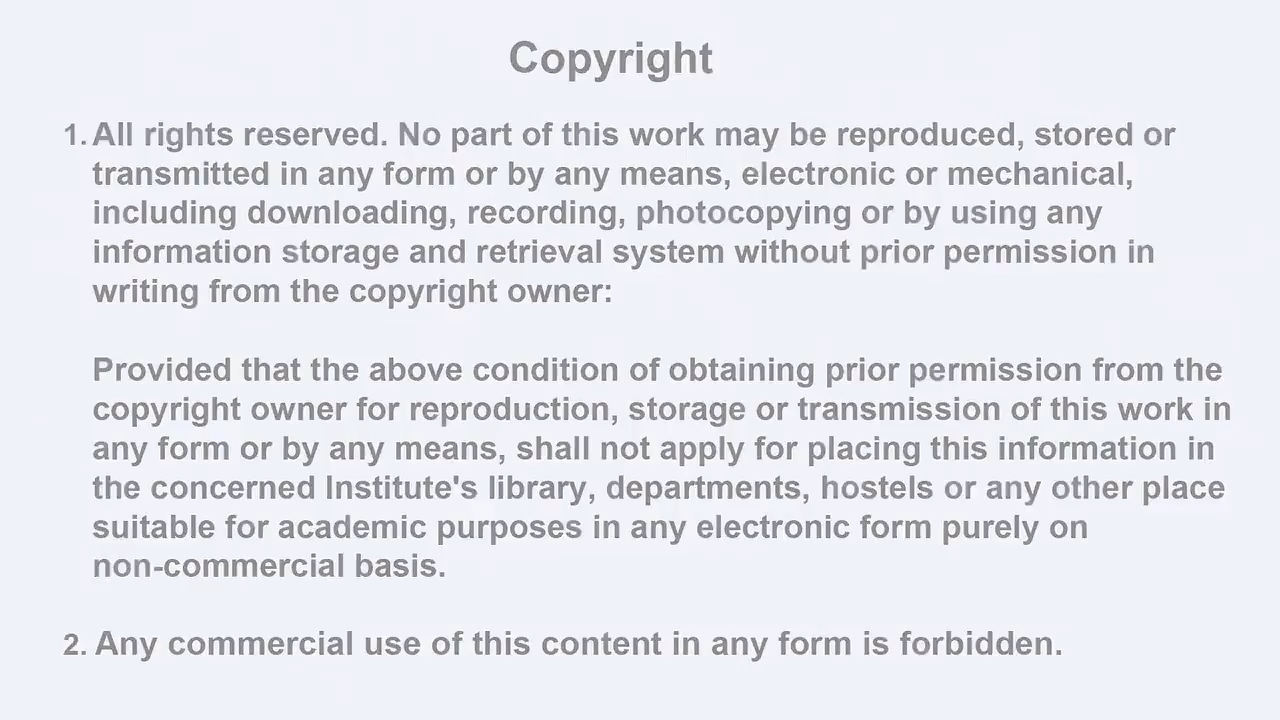 Copyright
1. All rights reserved. No part of this work may be reproduced, stored or
transmitted in any form or by any means, electronic or mechanical,
including downloading, recording, photocopying or by using any
information storage and retrieval system without prior permission in
writing from the copyright owner:
Provided that the above condition of obtaining prior permission from the
copyright owner for reproduction, storage or transmission of this work in
any form or by any means, shall not apply for placing this information in
the concerned Institute's library, departments, hostels or any other place
suitable for academic purposes in any electronic form purely on
non-commercial basis.
2. Any commercial use of this content in any form is forbidden.